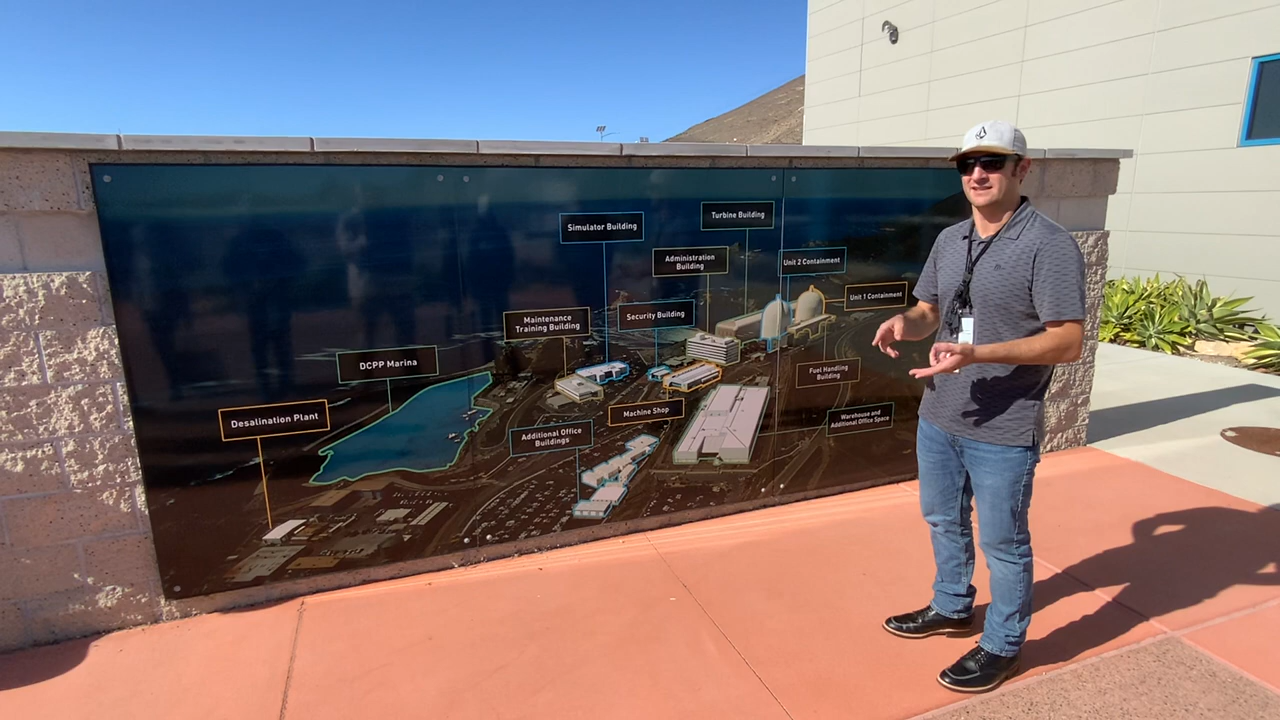 Turbine Building
Simulator Building
Administration
Building
Unit 2 Containment
Unit 1 Containment
Security Building
Maintenance
Training Building
DCPP Marina
Fuel Handling
Building
Desalination Plant
Machine Shop
Warehouse and
Additional Office Space
Additional Office
Buildings